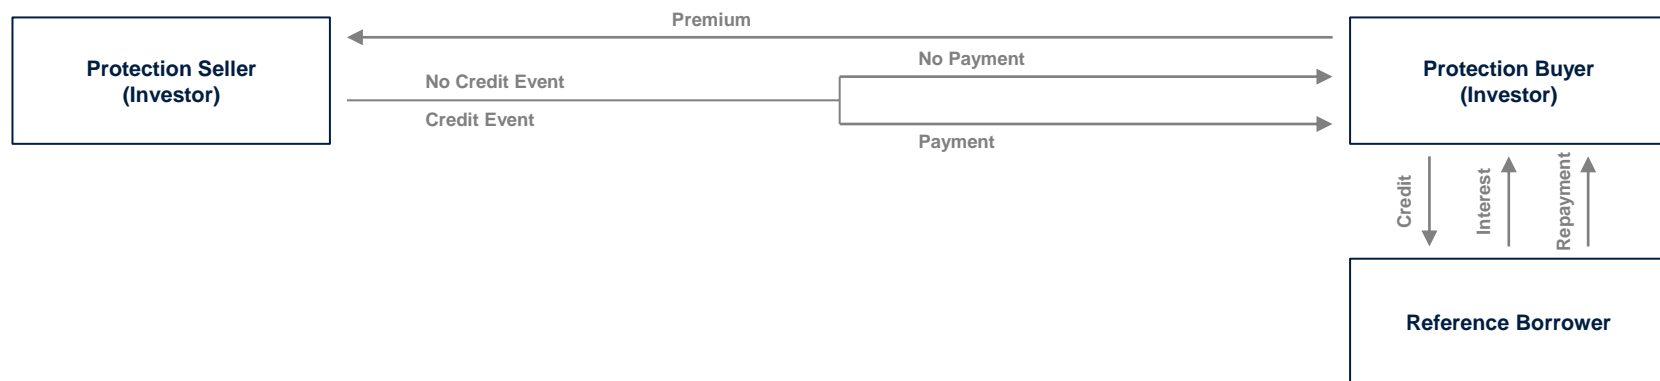 Premium
Protection Seller
(Investor)
No Credit Event
Credit Event
No Payment
Payment
Protection Buyer
(Investor)
Credit
Interest
Repayment
Reference Borrower